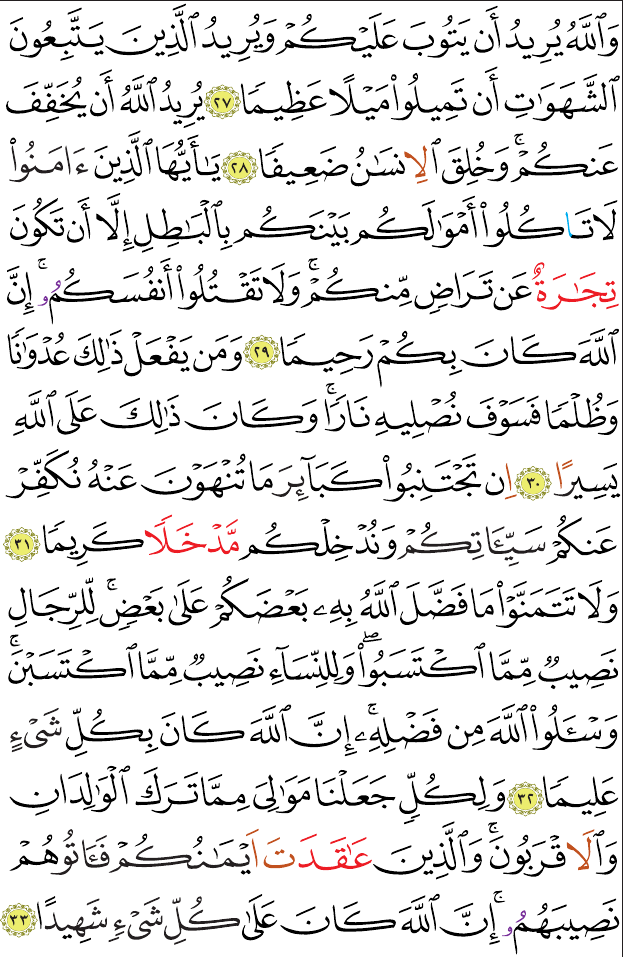 وَٱللَّهُ يُرِيدُ أَن يَتُوبَ عَلَيْكُمْ وَيُرِيدُ ٱلَّذِينَ يَتَّبِعُونَ
ٱلشَّهَوَٰتِ أَن تَمِيلُوا۟ مَيْلًا عَظِيمًا ٢٧ يُرِيدُ ٱللَّهُ أَن يُخَفِّفَ
عَنكُمْ ۚ وَخُلِقَ ٱلِانسَٰنُ ضَعِيفًا ٢٨ يَٰٓأَيُّهَا ٱلَّذِينَ ءَامَنُوا۟
لَا تَاكُلُوٓا۟ أَمْوَٰلَكُم بَيْنَكُم بِٱلْبَٰطِلِ إِلَّآ أَن تَكُونَ
تِجَٰرَةٌ عَن تَرَاضٍ مِّنكُمْ ۚ وَلَا تَقْتُلُوٓا۟ أَنفُسَكُمُۥٓ ۚ إِنَّ
ٱللَّهَ كَانَ بِكُمْ رَحِيمًا ٢٩ وَمَن يَفْعَلْ ذَٰلِكَ عُدْوَٰنًا
وَظُلْمًا فَسَوْفَ نُصْلِيهِ نَارًا ۚ وَكَانَ ذَٰلِكَ عَلَى ٱللَّهِ
يَسِيرًا ٣٠ اِن تَجْتَنِبُوا۟ كَبَآئِرَ مَا تُنْهَوْنَ عَنْهُ نُكَفِّرْ
عَنكُمْ سَيِّـَٔاتِكُمْ وَنُدْخِلْكُم مَّدْخَلًا كَرِيمًا ٣١
وَلَا تَتَمَنَّوْا۟ مَا فَضَّلَ ٱللَّهُ بِهِۦ بَعْضَكُمْ عَلَىٰ بَعْضٍ ۚ لِّلرِّجَالِ
نَصِيبٌ مِّمَّا ٱكْتَسَبُوا۟ ۖ وَلِلنِّسَآءِ نَصِيبٌ مِّمَّا ٱكْتَسَبْنَ ۚ
وَسْـَٔلُوا۟ ٱللَّهَ مِن فَضْلِهِۦٓ ۚ إِنَّ ٱللَّهَ كَانَ بِكُلِّ شَىْءٍ
عَلِيمًا ٣٢ وَلِكُلٍّ جَعَلْنَا مَوَٰلِىَ مِمَّا تَرَكَ ٱلْوَٰلِدَانِ
وَٱلَاقْرَبُونَ ۚ وَٱلَّذِينَ عَٰقَدَتَ اَيْمَٰنُكُمْ فَـَٔاتُوهُمْ
نَصِيبَهُمُۥٓ ۚ إِنَّ ٱللَّهَ كَانَ عَلَىٰ كُلِّ شَىْءٍ شَهِيدًا ٣٣